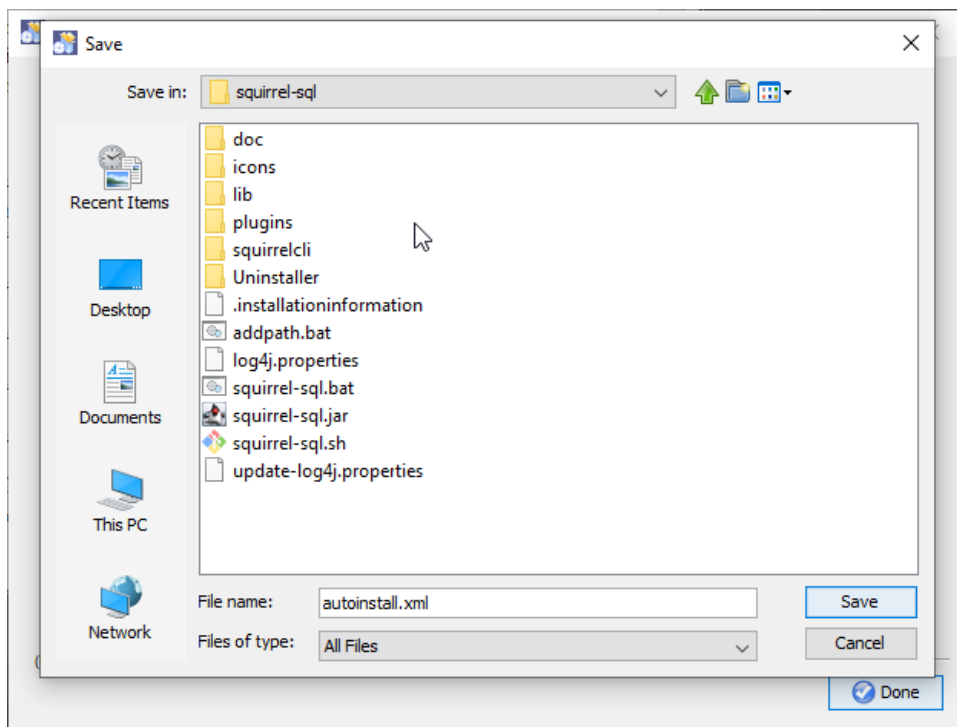 Save
Save in:
squirrel-sql
Recent Items
Desktop
Documents
This PC
Network
doc
icons
lib
plugins
squirrelcli
Uninstaller
.installationinformation
addpath.bat
log4j.properties
squirrel-sql.bat
squirrel-sql.jar
squirrel-sql.sh
update-log4j.properties
File name:
autoinstall.xml
Save
Files of type:
All Files
Cancel
Done